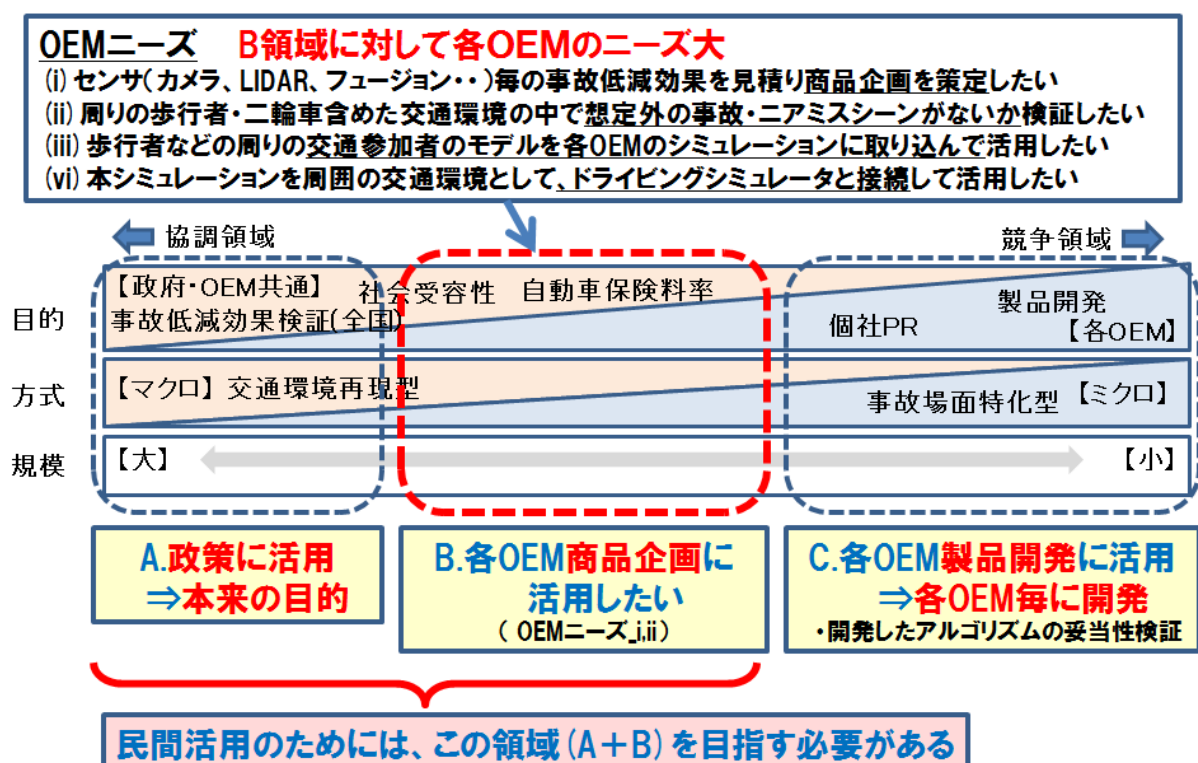 OEMニーズ B領域に対して各OEMのニーズ大
(i) センサ(カメラ、LIDAR、フュージョン・・)毎の事故低減効果を見積り商品企画を策定したい
(ii) 周りの歩行者・二輪車含めた交通環境の中で想定外の事故・ニアミスシーンがないか検証したい
(iii) 歩行者などの周りの交通参加者のモデルを各OEMのシミュレーションに取り込んで活用したい
(vi) 本シミュレーションを周囲の交通環境として、ドライビングシミュレータと接続して活用したい
協調領域
競争領域
目的
【政府・OEM共通】
事故低減効果検証(全国)
社会受容性
自動車保険料率
個社PR
製品開発
【各OEM】
方式
【マクロ】交通環境再現型
事故場面特化型【ミクロ】
規模
【大】
【小】
A.政策に活用
⇒本来の目的
B.各OEM商品企画に
活用したい
( OEMニーズ_i,ii)
C.各OEM製品開発に活用
⇒各OEM毎に開発
・開発したアルゴリズムの妥当性検証
民間活用のためには、この領域(A+B)を目指す必要がある